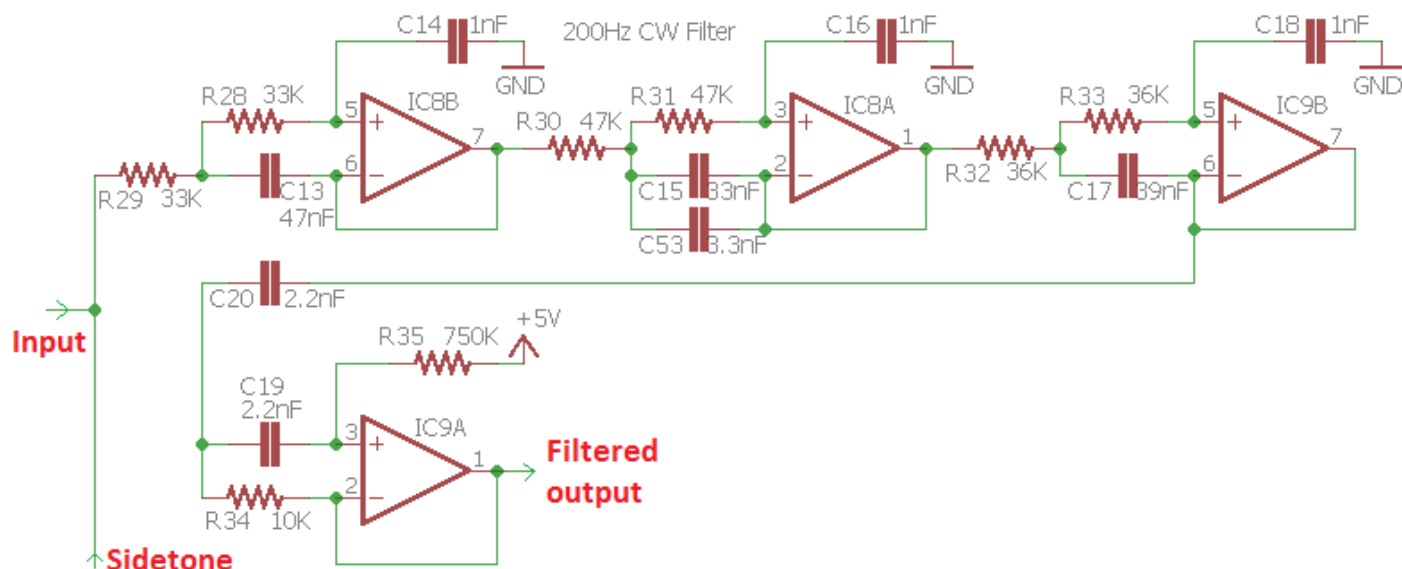 C14 1nF 200Hz CW Filter C16 1nF C18 1nF
GND GND GND
R28 33K IC8B R31 47K IC8A R33 36K IC9B
5 + 7 R30 47K 3 + 1 5 + 7
6 - 2 - R32 36K 6 -
R29 33K C13 C15 33nF C17 39nF
47nF
C53 3.3nF
C20 2.2nF
Input
R35 750K +5V
C19
2.2nF
IC9A
3 + 1 Filtered
2 - output
R34 10K
Sidetone